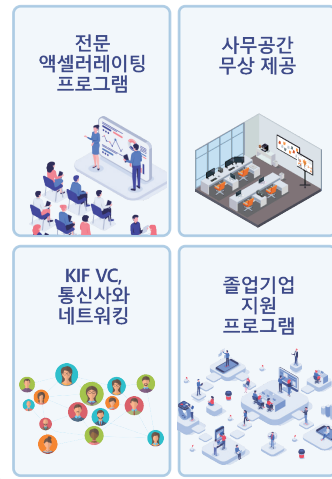 전문
액셀러레이팅
프로그램
사무공간
무상 제공
KIF VC,
통신사와
네트워킹
졸업기업
지원
프로그램